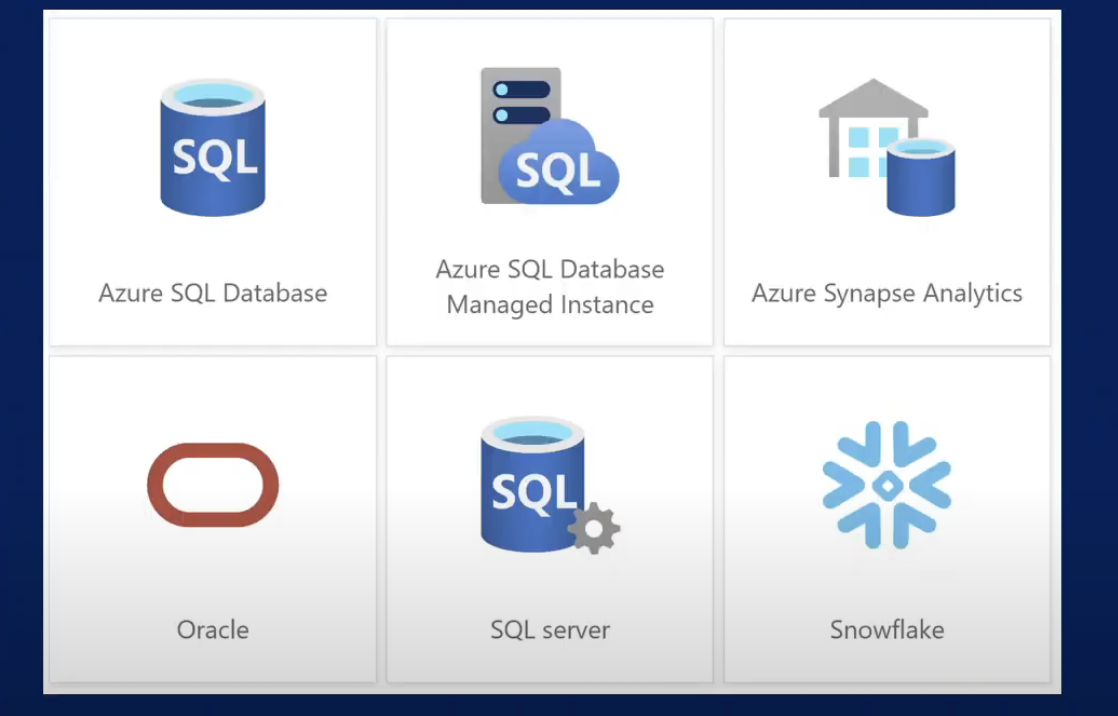 SQL
Azure SQL Database
SQL
Azure SQL Database
Managed Instance
Azure Synapse Analytics
Oracle
SQL
SQL server
Snowflake